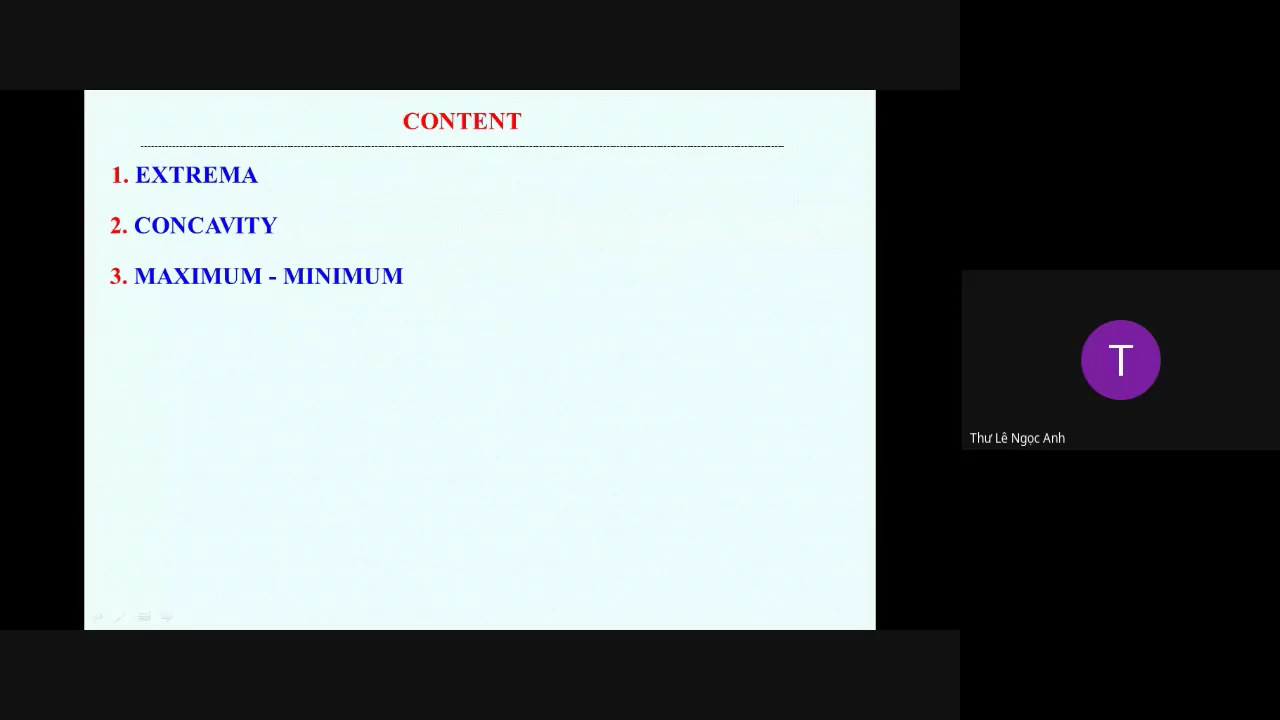 CONTENT
1. EXTREMA
2. CONCAVITY
3. MAXIMUM - MINIMUM
T
Thư Lê Ngọc Anh